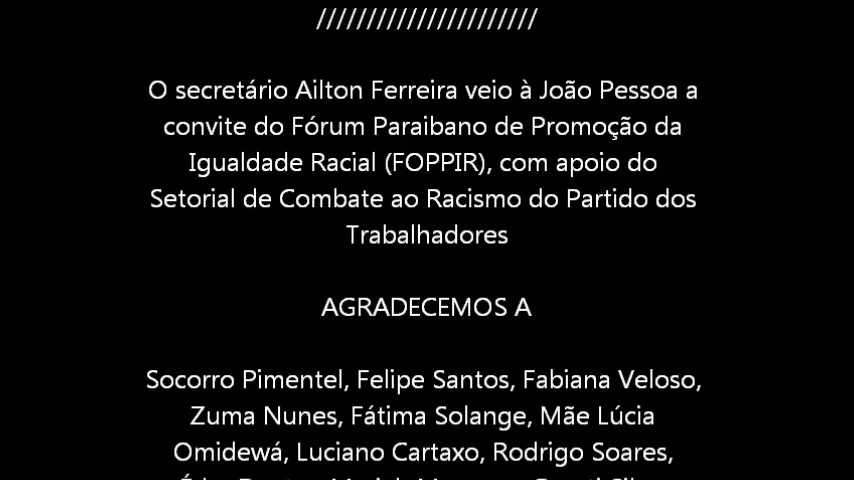 //////////////////////
O secretário Ailton Ferreira veio à João Pessoa a
convite do Fórum Paraibano de Promoção da
Igualdade Racial (FOPPIR), com apoio do
Setorial de Combate ao Racismo do Partido dos
Trabalhadores
AGRADECEMOS A
Socorro Pimentel, Felipe Santos, Fabiana Veloso,
Zuma Nunes, Fátima Solange, Mãe Lúcia
Omidewá, Luciano Cartaxo, Rodrigo Soares,